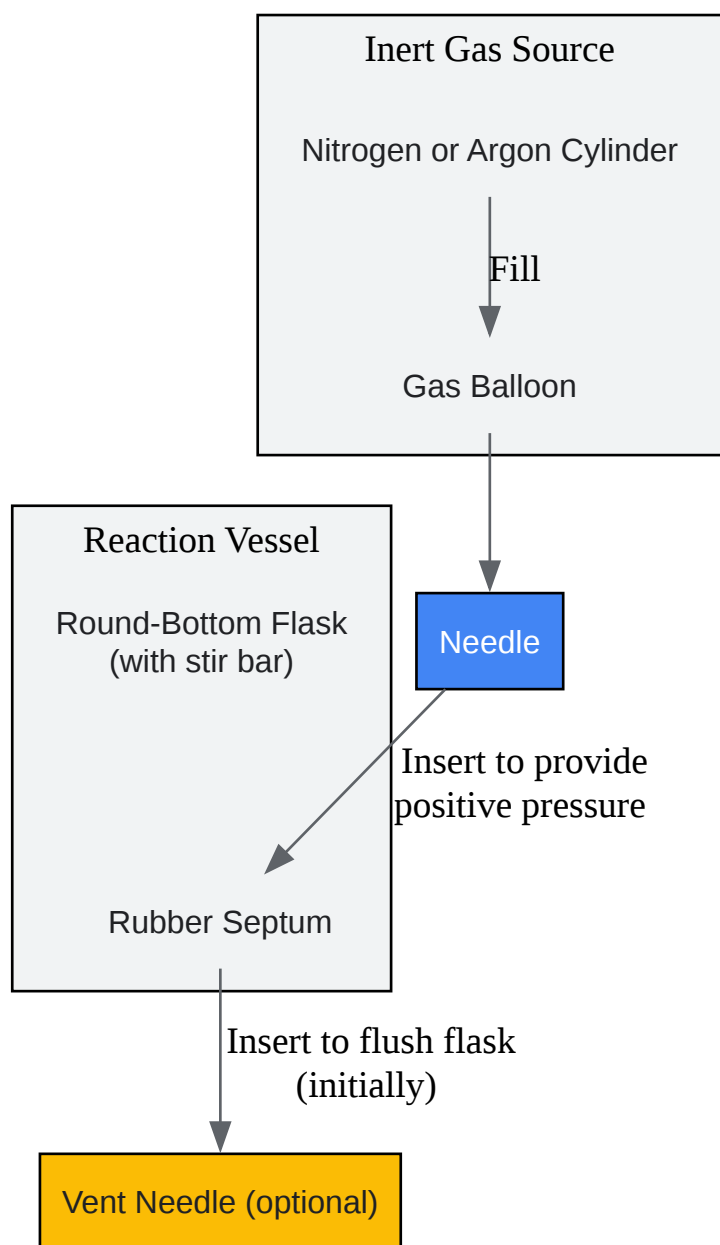 Inert Gas Source
Nitrogen or Argon Cylinder
Fill
Gas Balloon
Reaction Vessel
Round-Bottom Flask
(with stir bar)
Needle
Insert to provide
positive pressure
Rubber Septum
Insert to flush flask
(initially)
Vent Needle (optional)